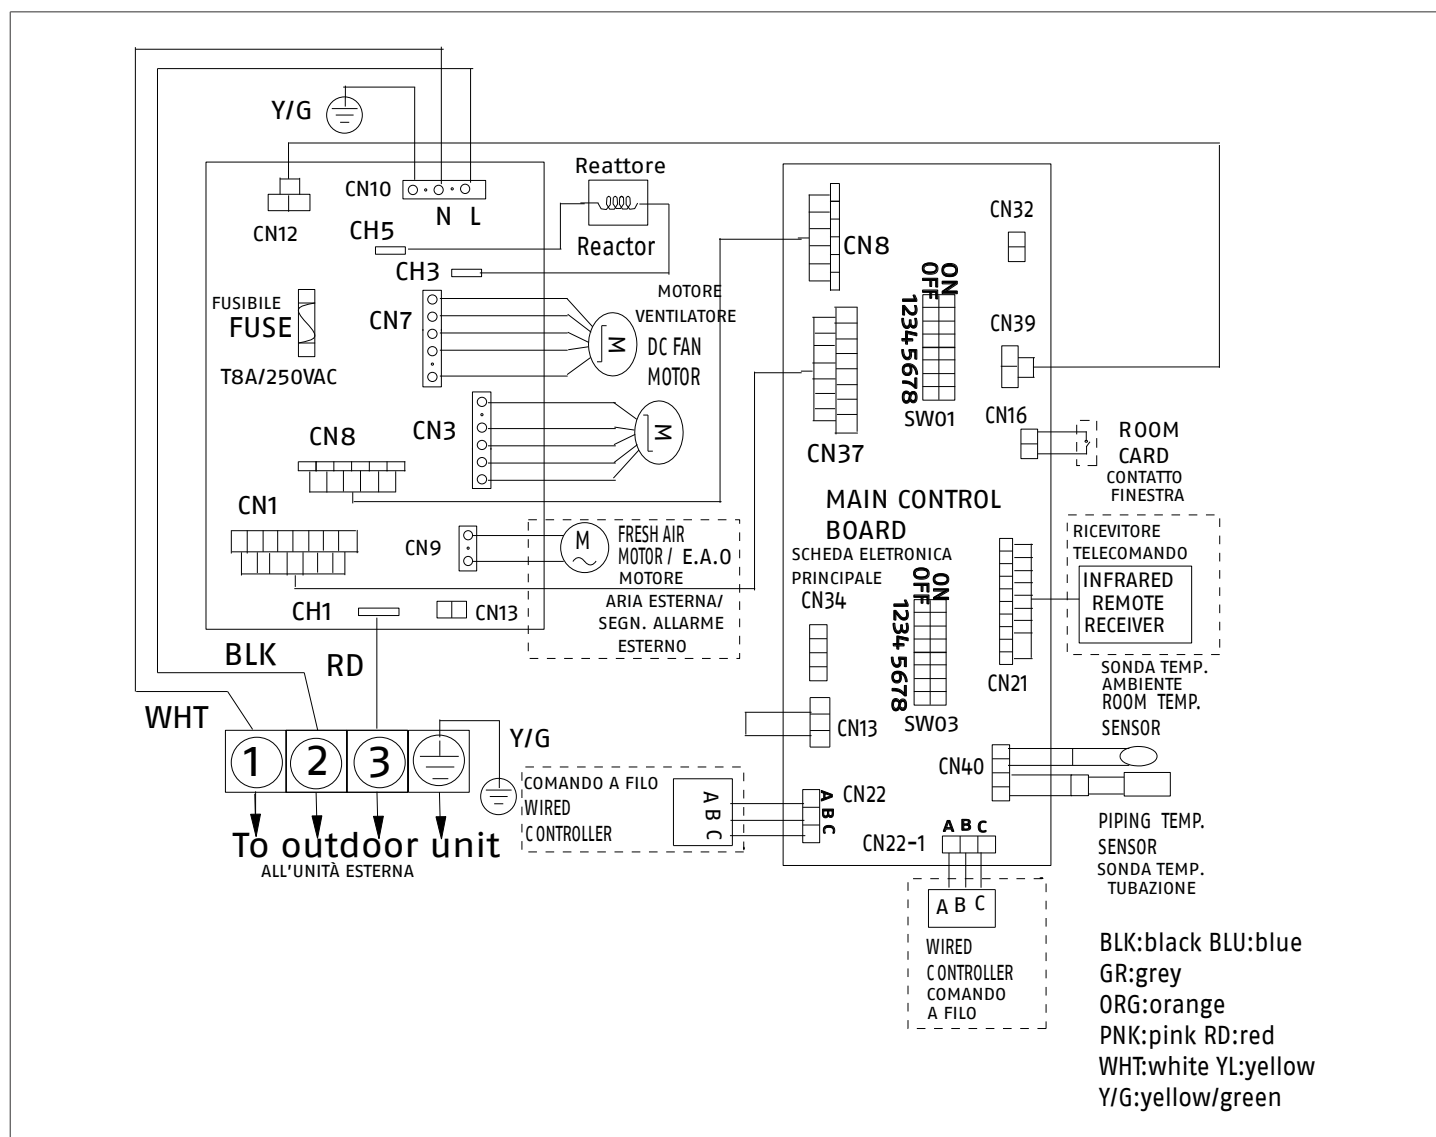 Y/G
CN10
N L
CN12
CH5
CH3
Reattore
Reactor
FUSIBILE
FUSE
T8A/250VAC
CN7
MOTORE
VENTILATORE
DC FAN
MOTOR
M
CN3
M
CN8
CN1
CN9
M
FRESH AIR
MOTOR / E.A.O
MOTORE
ARIA ESTERNA/
SEGN. ALLARME
ESTERNO
CH1
CN13
BLK
RD
WHT
1
2
3
Y/G
To outdoor unit
ALL'UNITÀ ESTERNA
CN8
CN32
ON
OFF
12345678
SW01
CN39
CN16
ROOM
CARD
CONTATTO
FINESTRA
CN37
MAIN CONTROL
BOARD
SCHEDA ELETRONICA
PRINCIPALE
CN34
ON
OFF
1234 5678
SW03
CN21
RICEVITORE
TELECOMANDO
INFRARED
REMOTE
RECEIVER
SONDA TEMP.
AMBIENTE
ROOM TEMP.
SENSOR
CN13
CN40
PIPING TEMP.
SENSOR
SONDA TEMP.
TUBAZIONE
COMANDO A FILO
WIRED
CONTROLLER
A B C
A B C
CN22
CN22-1
A B C
A B C
WIRED
CONTROLLER
COMANDO
A FILO
BLK:black BLU:blue
GR:grey
ORG:orange
PNK:pink RD:red
WHT:white YL:yellow
Y/G:yellow/green